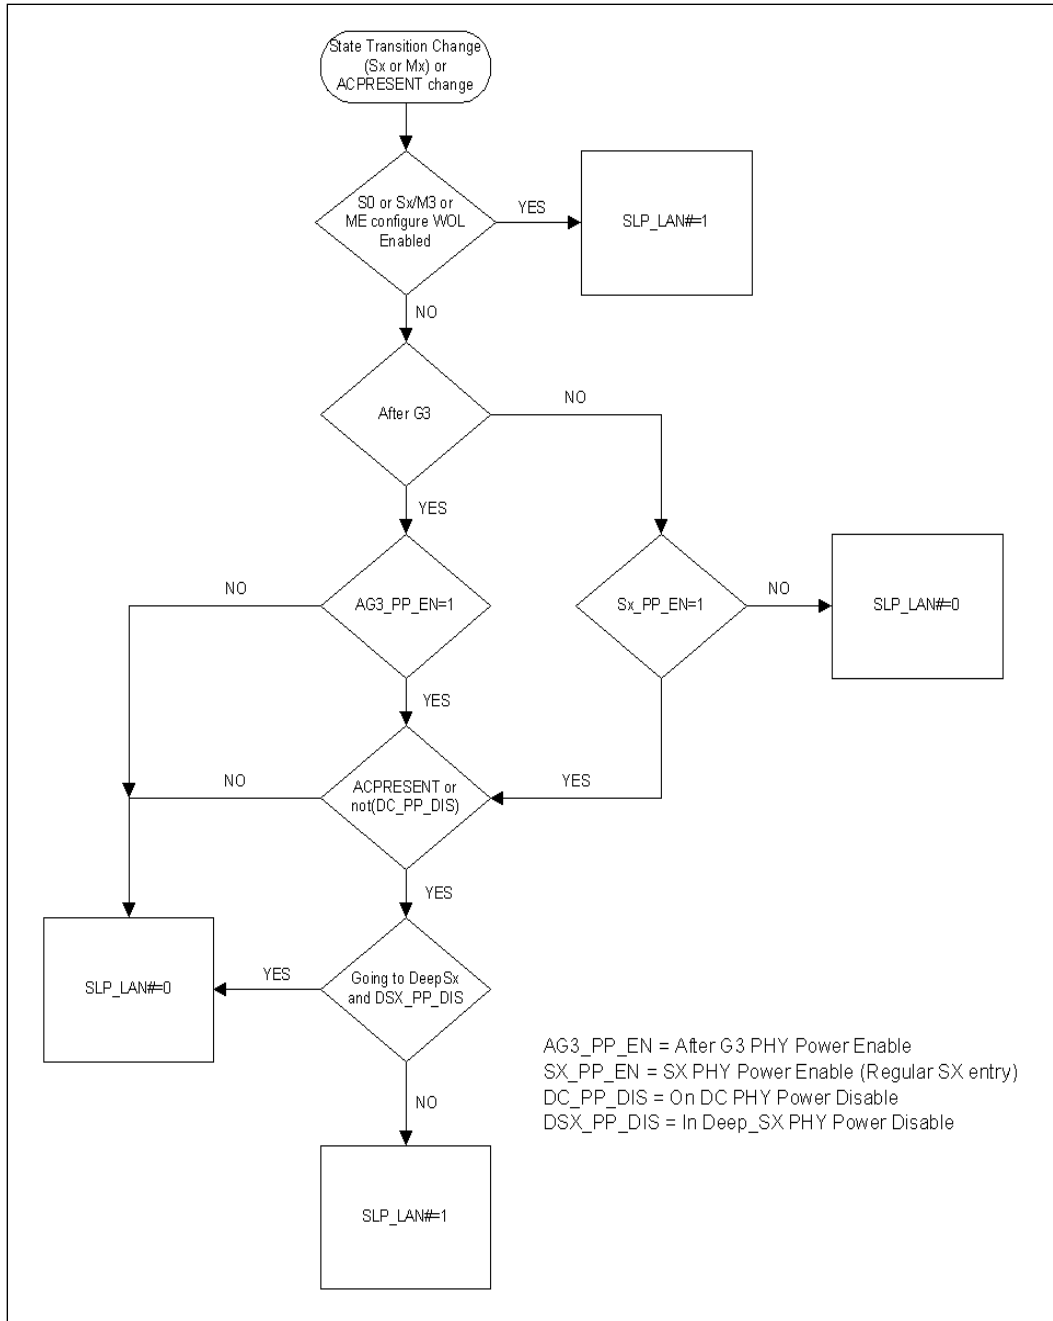 State Transition Change
(Sx or Mx) or
ACPRESENT change
S0 or Sx/M3 or
ME configure WOL
Enabled
YES
SLP_LAN#=1
NO
After G3
NO
YES
AG3_PP_EN=1
NO
Sx_PP_EN=1
NO
SLP_LAN#=0
YES
ACPRESENT or
not(DC_PP_DIS)
NO
YES
YES
Going to DeepSx
and DSX_PP_DIS
YES
SLP_LAN#=0
NO
SLP_LAN#=1
AG3_PP_EN = After G3 PHY Power Enable
SX_PP_EN = SX PHY Power Enable (Regular SX entry)
DC_PP_DIS = On DC PHY Power Disable
DSX_PP_DIS = In Deep_SX PHY Power Disable